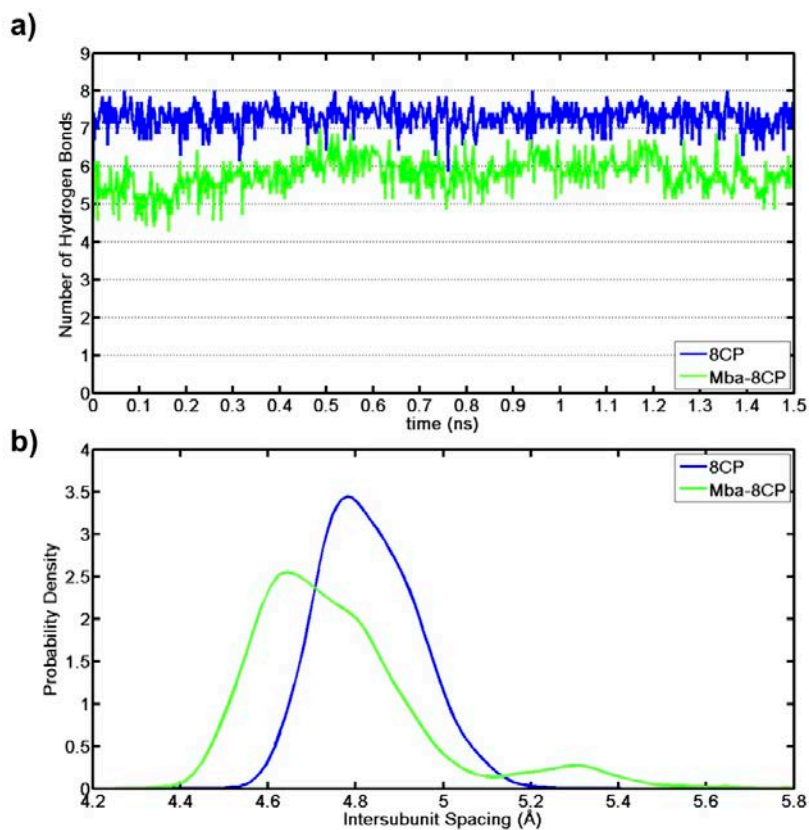 a)
9
8
7
6
5
4
3
2
1
0
Number of Hydrogen Bonds
8CP
Mba-8CP
0 0.1 0.2 0.3 0.4 0.5 0.6 0.7 0.8 0.9 1 1.1 1.2 1.3 1.4 1.5
time (ns)
b)
4
3.5
3
2.5
2
1.5
1
0.5
0
Probability Density
8CP
Mba-8CP
4.2 4.4 4.6 4.8 5 5.2 5.4 5.6 5.8
Intersubunit Spacing (Å)